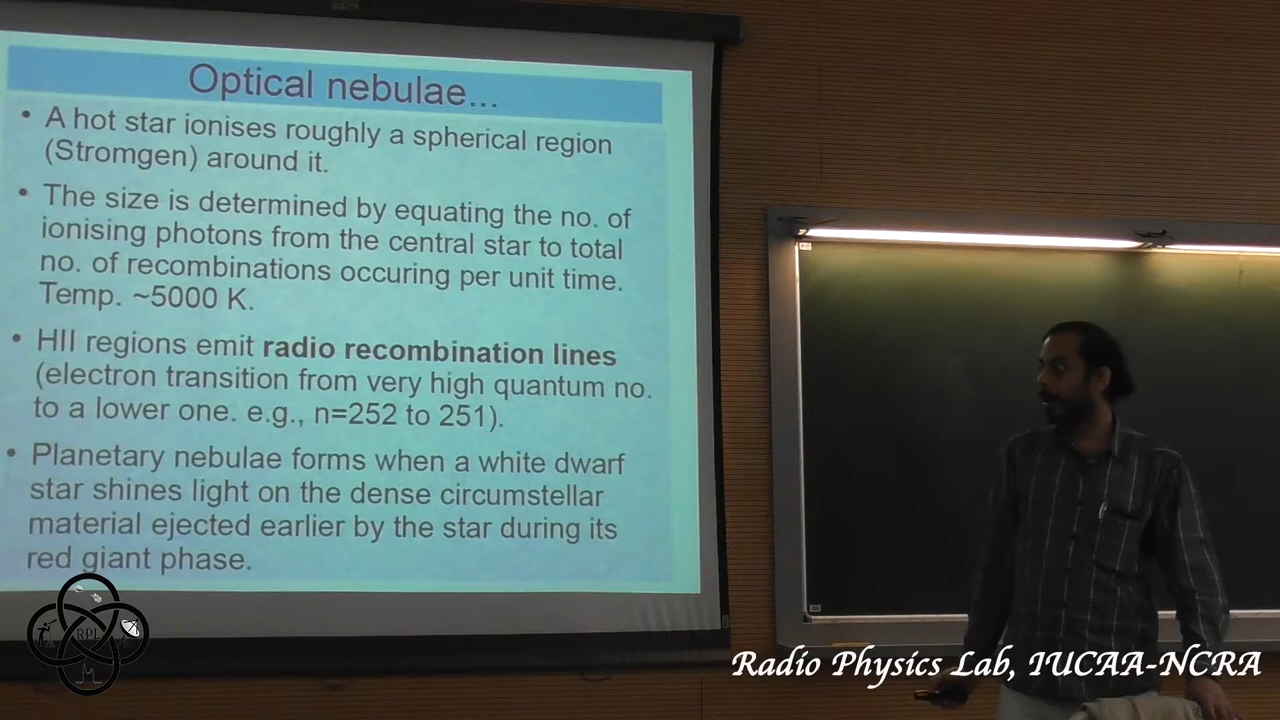 Optical nebulae...
• A hot star ionises roughly a spherical region
(Stromgen) around it.
• The size is determined by equating the no. of
ionising photons from the central star to total
no. of recombinations occuring per unit time.
Temp. ~5000 K.
• HII regions emit radio recombination lines
(electron transition from very high quantum no.
to a lower one. e.g., n=252 to 251).
• Planetary nebulae forms when a white dwarf
star shines light on the dense circumstellar
material ejected earlier by the star during its
red giant phase.
RPL
Radio Physics Lab, IUCAA-NCRA